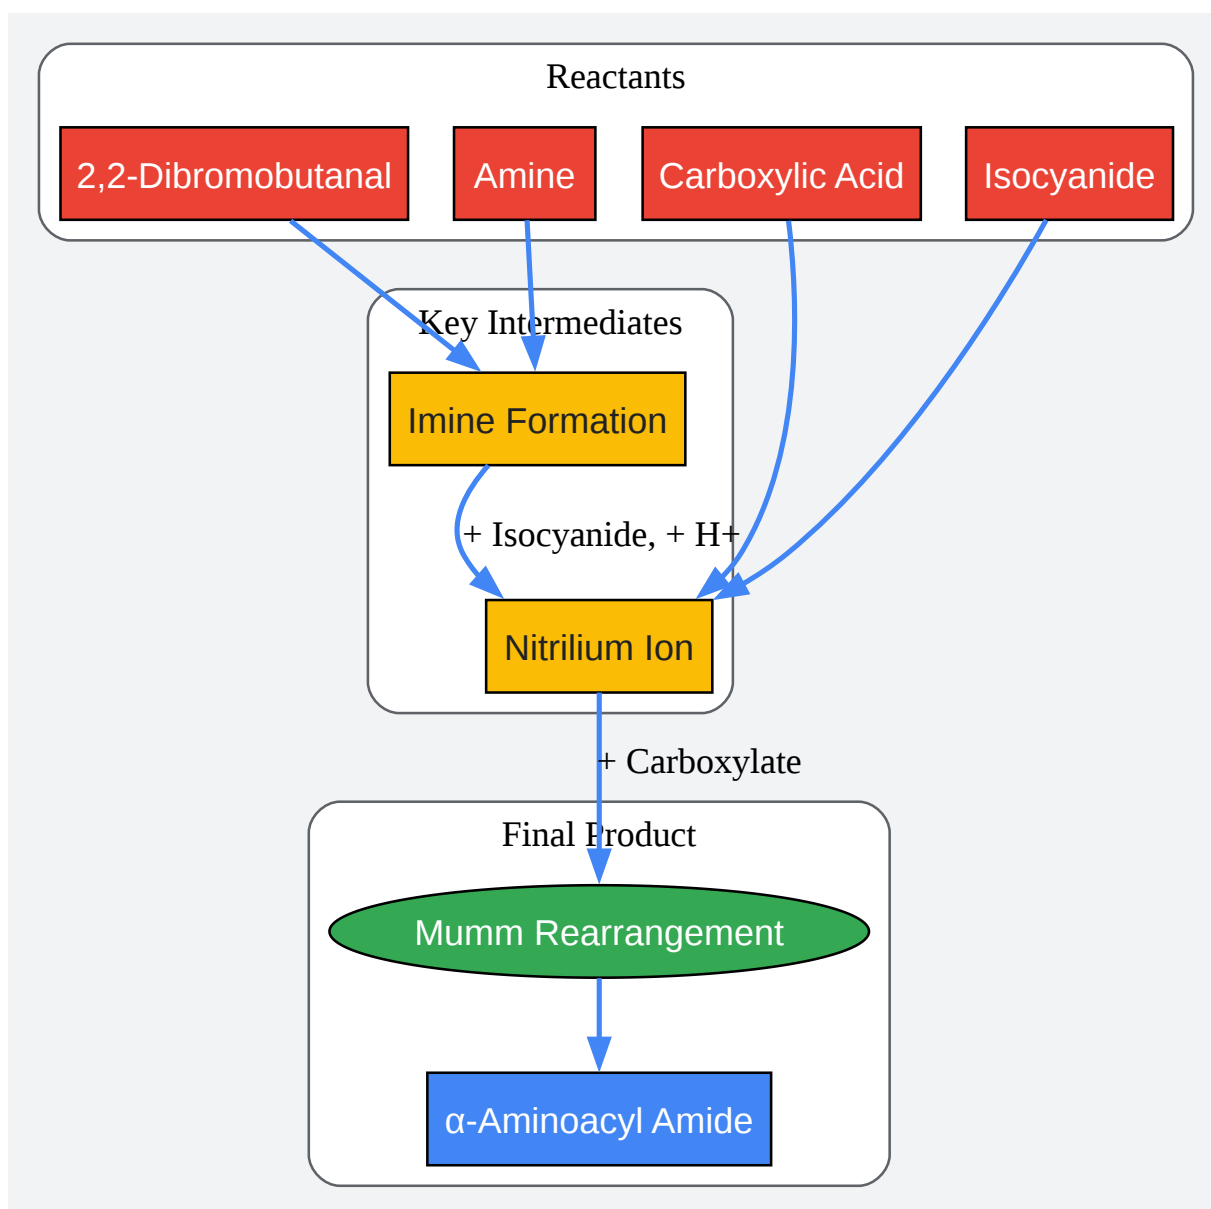 Reactants
2,2-Dibromobutanal
Amine
Carboxylic Acid
Isocyanide
Key Intermediates
Imine Formation
+ Isocyanide, + H+
Nitrilium Ion
+ Carboxylate
Final Product
Mumm Rearrangement
α-Aminoacyl Amide